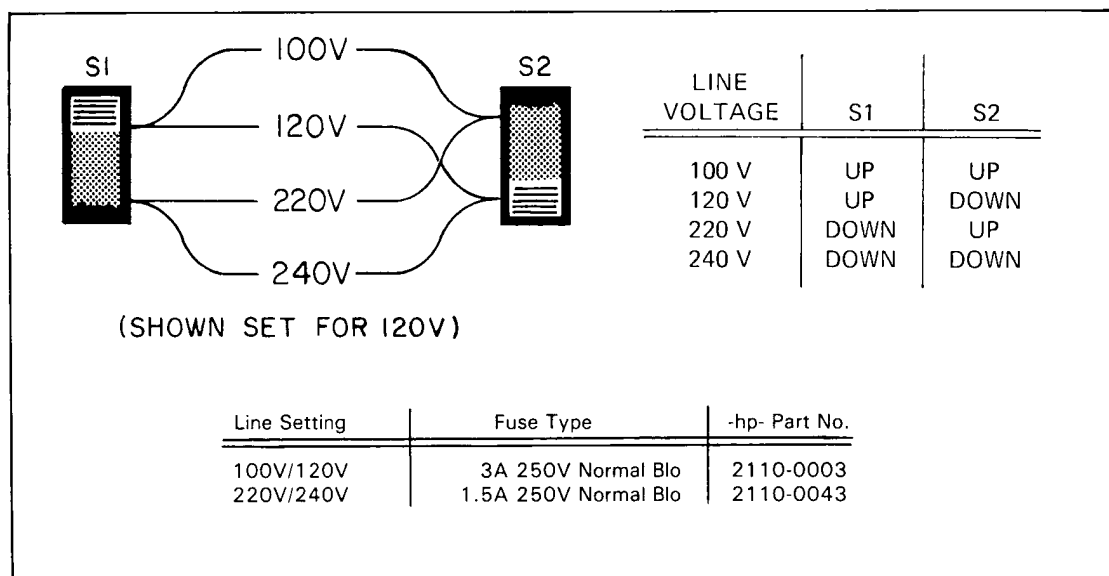 S1
100V
S2
120V
220V
240V
(SHOWN SET FOR 120V)
LINE VOLTAGE S1 S2
100 V UP UP
120 V UP DOWN
220 V DOWN UP
240 V DOWN DOWN
Line Setting Fuse Type -hp- Part No.
100V/120V 3A 250V Normal Blo 2110-0003
220V/240V 1.5A 250V Normal Blo 2110-0043